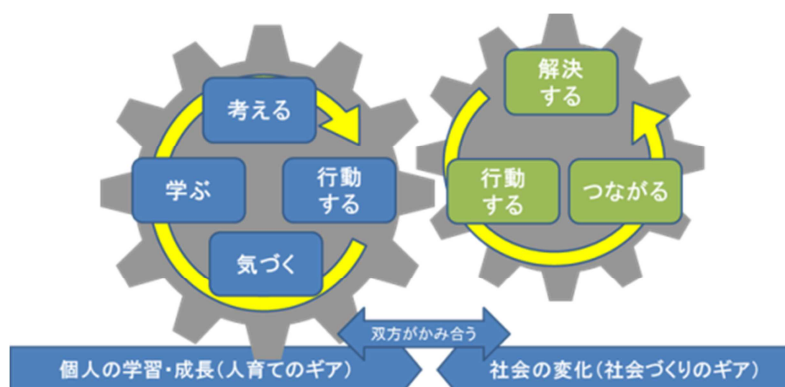 考える
学ぶ
行動
する
気づく
解決
する
行動
する
つながる
双方がかみ合う
個人の学習・成長(人育てのギア)
社会の変化(社会づくりのギア)